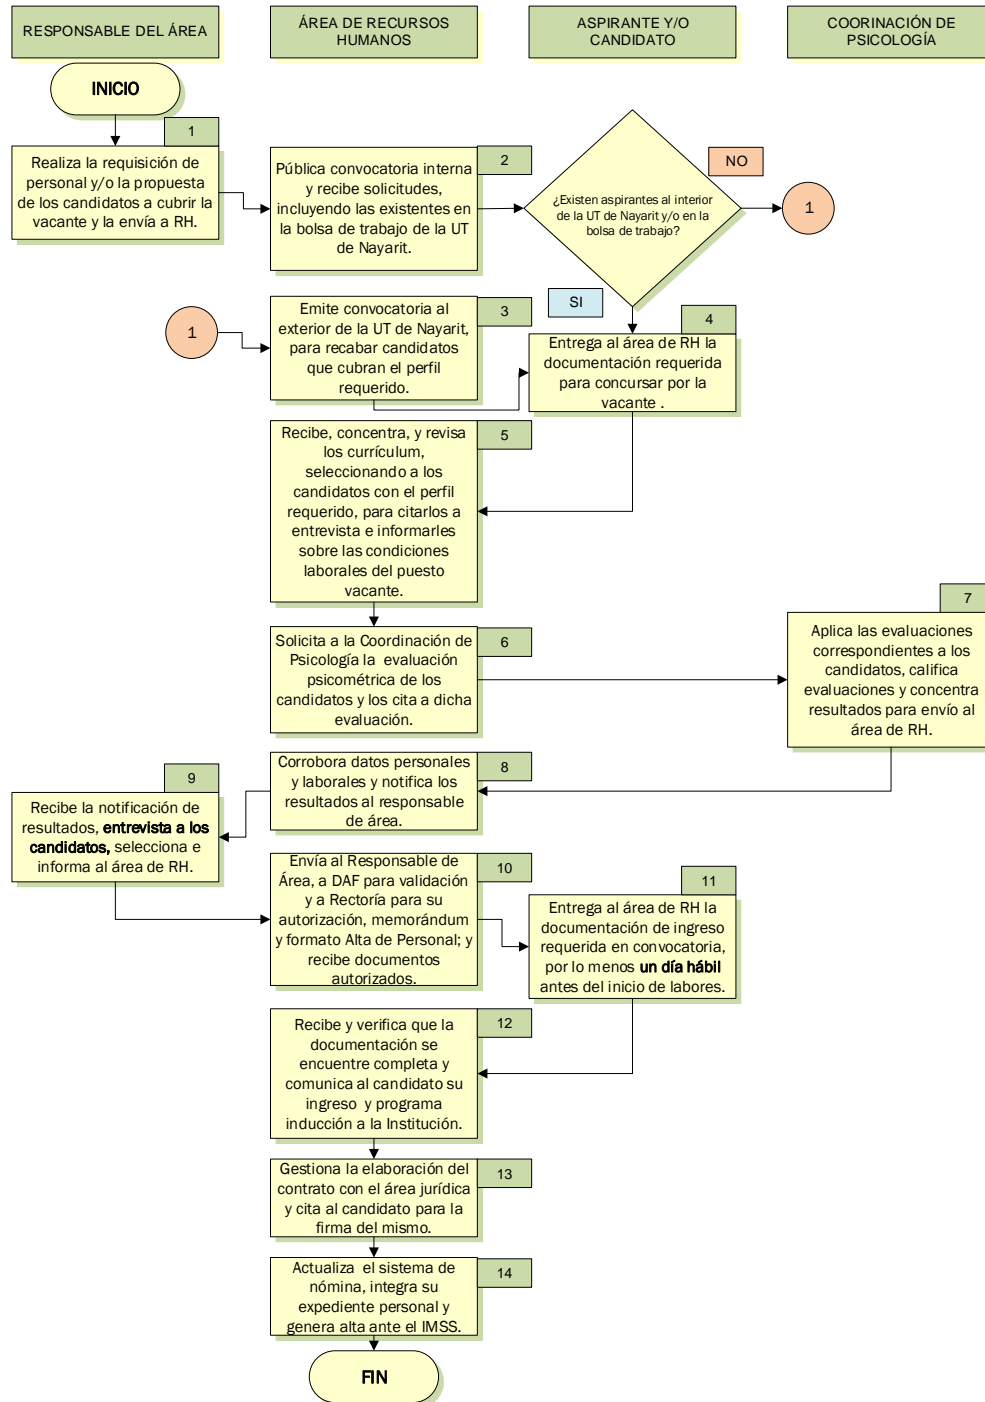 RESPONSABLE DEL ÁREA
ÁREA DE RECURSOS
HUMANOS
ASPIRANTE Y/O
CANDIDATO
COORINACIÓN DE
PSICOLOGÍA
INICIO
1
Realiza la requisición de
personal y/o la propuesta
de los candidatos a cubrir la
vacante y la envía a RH.
2
Pública convocatoria interna
y recibe solicitudes,
incluyendo las existentes en
la bolsa de trabajo de la UT
de Nayarit.
¿Existen aspirantes al interior
de la UT de Nayarit y/o en la
bolsa de trabajo?
NO
1
SI
1
3
Emite convocatoria al
exterior de la UT de Nayarit,
para recabar candidatos
que cubran el perfil
requerido.
4
Entrega al área de RH la
documentación requerida
para concursar por la
vacante .
5
Recibe, concentra, y revisa
los currículum,
seleccionando a los
candidatos con el perfil
requerido, para citarlos a
entrevista e informarles
sobre las condiciones
laborales del puesto
vacante.
6
Solicita a la Coordinación de
Psicología la evaluación
psicométrica de los
candidatos y los cita a dicha
evaluación.
7
Aplica las evaluaciones
correspondientes a los
candidatos, califica
evaluaciones y concentra
resultados para envío al
área de RH.
8
Corrobora datos personales
y laborales y notifica los
resultados al responsable
de área.
9
Recibe la notificación de
resultados, entrevista a los
candidatos, selecciona e
informa al área de RH.
10
Envía al Responsable de
Área, a DAF para validación
y a Rectoría para su
autorización, memorándum
y formato Alta de Personal; y
recibe documentos
autorizados.
11
Entrega al área de RH la
documentación de ingreso
requerida en convocatoria,
por lo menos un día hábil
antes del inicio de labores.
12
Recibe y verifica que la
documentación se
encuentre completa y
comunica al candidato su
ingreso y programa
inducción a la Institución.
13
Gestiona la elaboración del
contrato con el área jurídica
y cita al candidato para la
firma del mismo.
14
Actualiza el sistema de
nómina, integra su
expediente personal y
genera alta ante el IMSS.
FIN